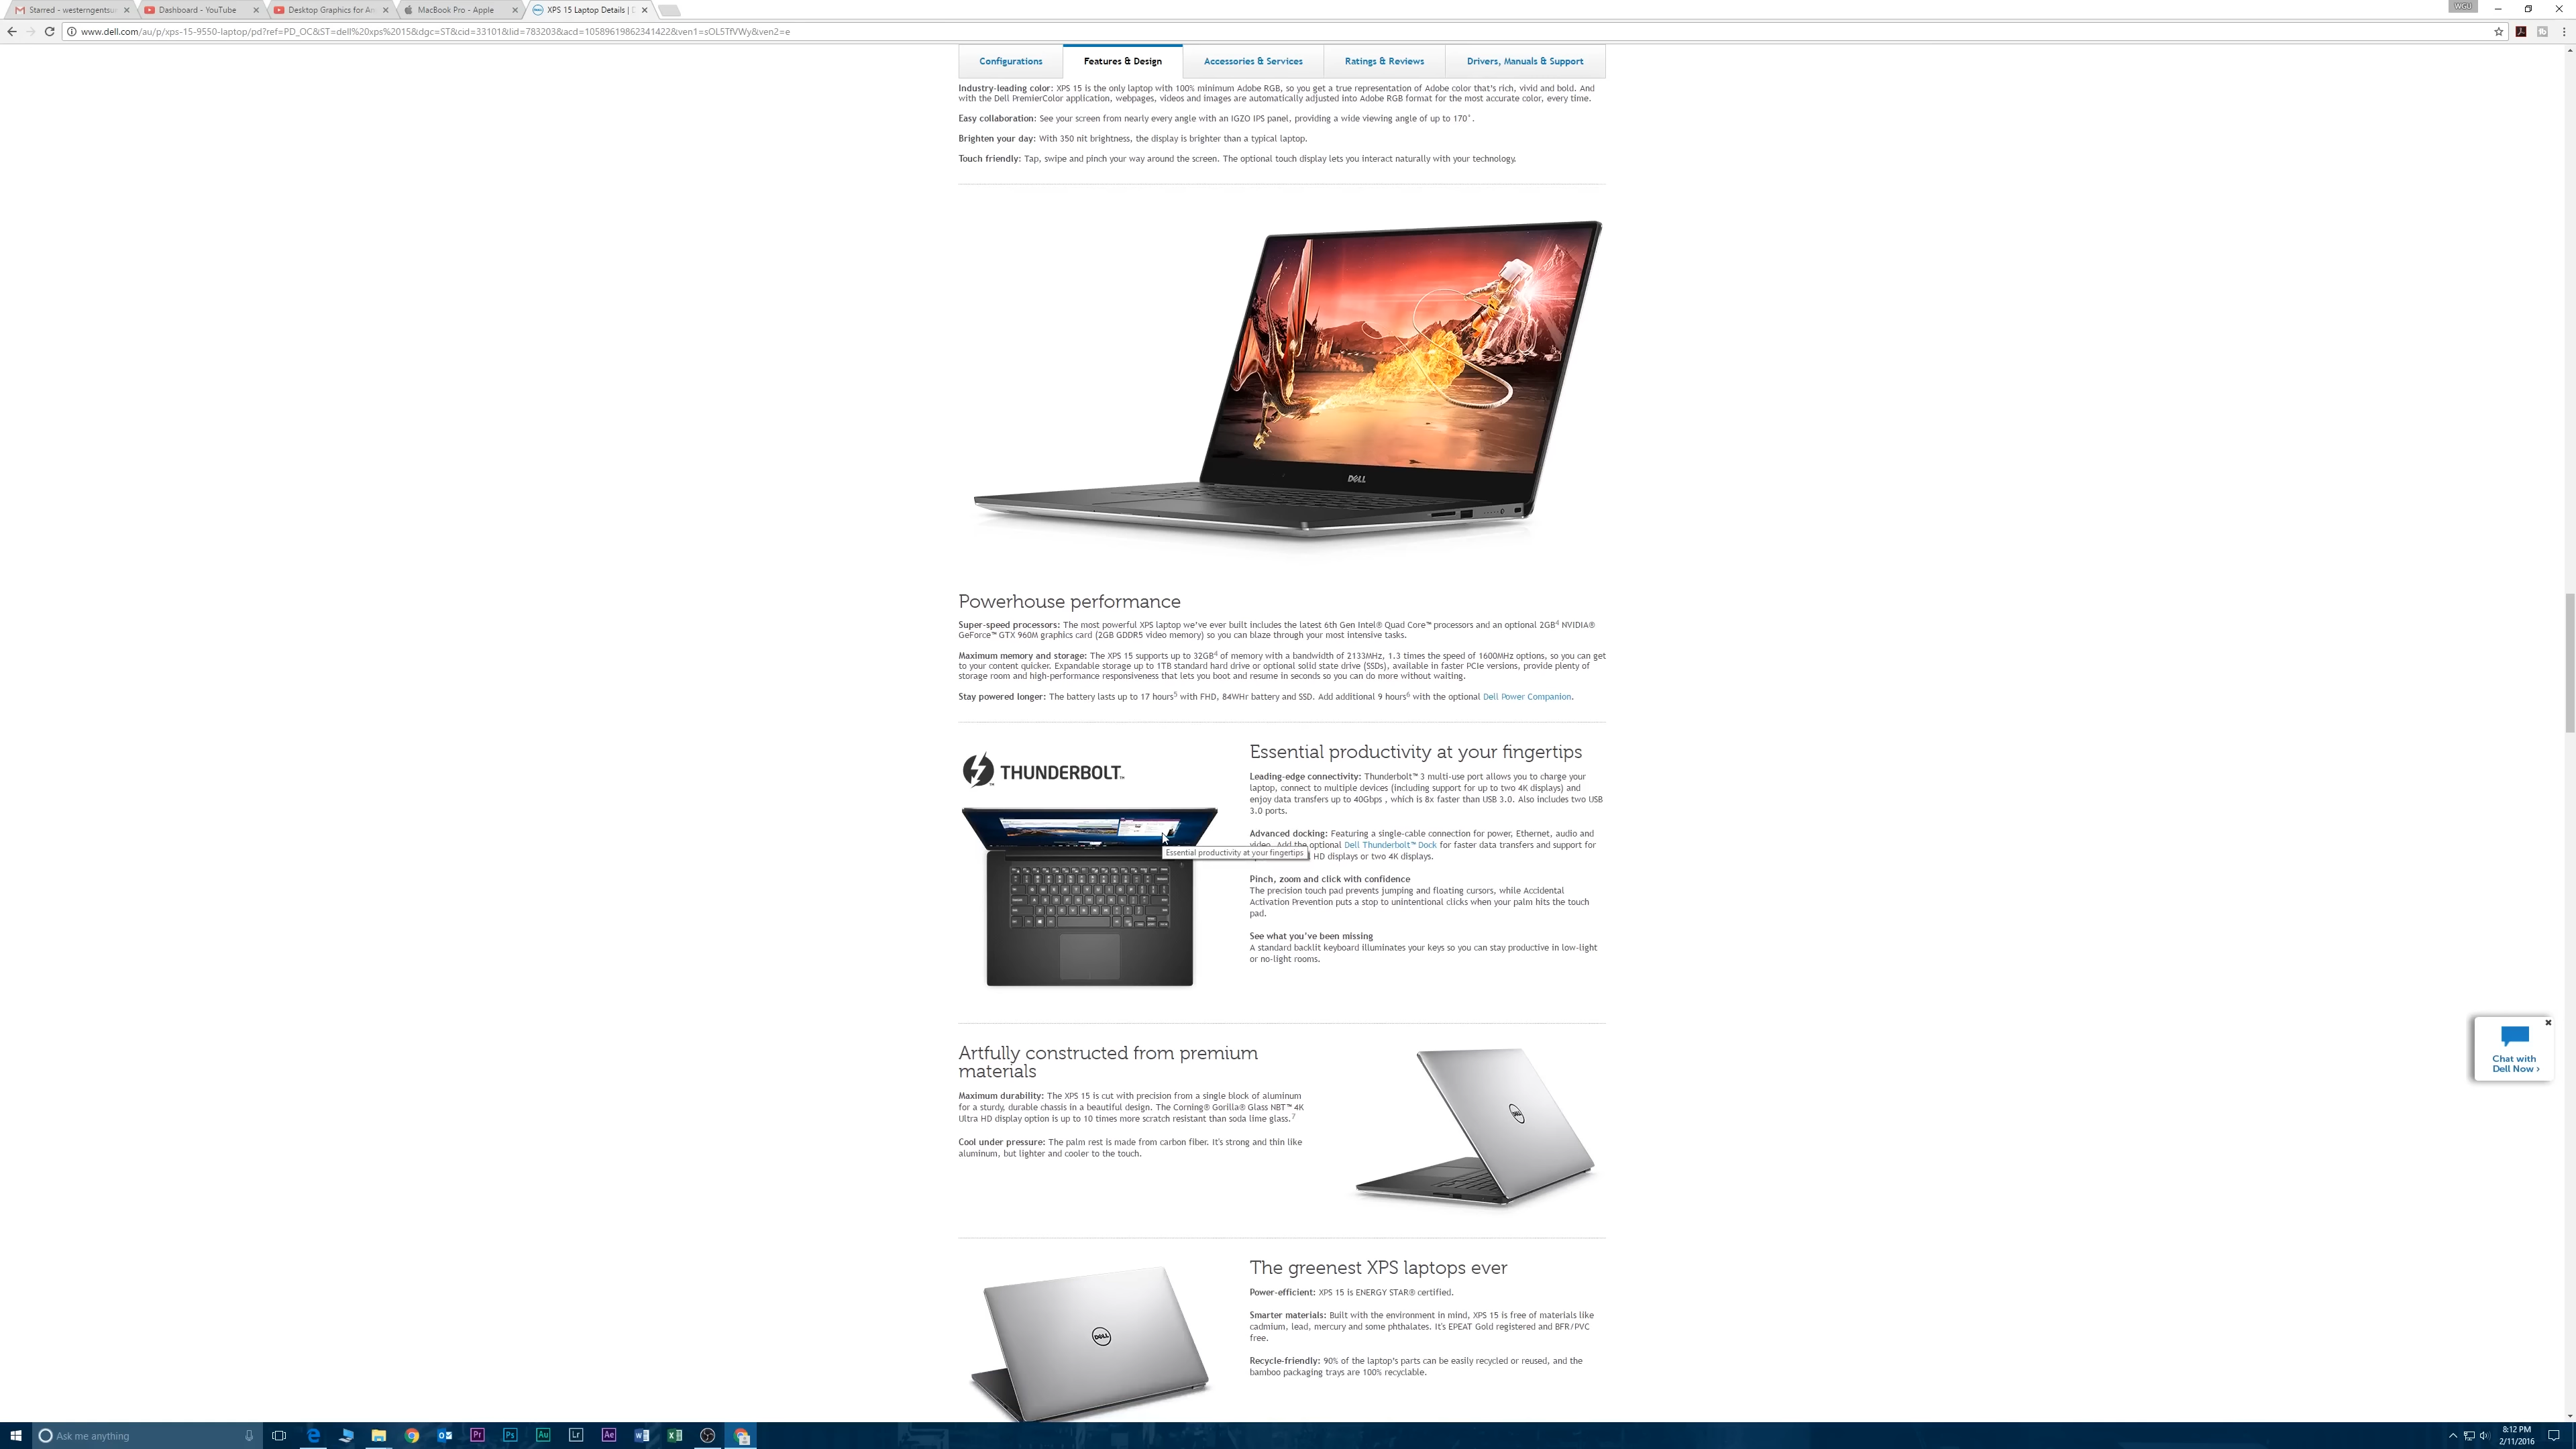 Starred - westerngentsu
Dashboard - YouTube
Desktop Graphics for An
MacBook Pro - Apple
XPS 15 Laptop Details | D
WGU
www.dell.com/au/p/xps-15-9550-laptop/pd?ref=PD_OC&ST=dell%20xps%2015&dgc=ST&cid=33101&lid=783203&acd=10589619862341422&ven1=sOL5TfVWy&ven2=e
Configurations
Features & Design
Accessories & Services
Ratings & Reviews
Drivers, Manuals & Support
Industry-leading color: XPS 15 is the only laptop with 100% minimum Adobe RGB, so you get a true representation of Adobe color that's rich, vivid and bold. And
with the Dell PremierColor application, webpages, videos and images are automatically adjusted into Adobe RGB format for the most accurate color, every time.
Easy collaboration: See your screen from nearly every angle with an IGZO IPS panel, providing a wide viewing angle of up to 170°.
Brighten your day: With 350 nit brightness, the display is brighter than a typical laptop.
Touch friendly: Tap, swipe and pinch your way around the screen. The optional touch display lets you interact naturally with your technology.
DELL
Powerhouse performance
Super-speed processors: The most powerful XPS laptop we've ever built includes the latest 6th Gen Intel® Quad Core™ processors and an optional 2GB4 NVIDIA®
GeForce™ GTX 960M graphics card (2GB GDDR5 video memory) so you can blaze through your most intensive tasks.
Maximum memory and storage: The XPS 15 supports up to 32GB4 of memory with a bandwidth of 2133MHz, 1.3 times the speed of 1600MHz options, so you can get
to your content quicker. Expandable storage up to 1TB standard hard drive or optional solid state drive (SSDs), available in faster PCIe versions, provide plenty of
storage room and high-performance responsiveness that lets you boot and resume in seconds so you can do more without waiting.
Stay powered longer: The battery lasts up to 17 hours5 with FHD, 84WHr battery and SSD. Add additional 9 hours6 with the optional Dell Power Companion.
THUNDERBOLT™
Essential productivity at your fingertips
Essential productivity at your fingertips
Leading-edge connectivity: Thunderbolt™ 3 multi-use port allows you to charge your
laptop, connect to multiple devices (including support for up to two 4K displays) and
enjoy data transfers up to 40Gbps , which is 8x faster than USB 3.0. Also includes two USB
3.0 ports.
Advanced docking: Featuring a single-cable connection for power, Ethernet, audio and
video. Add the optional Dell Thunderbolt™ Dock for faster data transfers and support for
HD displays or two 4K displays.
Pinch, zoom and click with confidence
The precision touch pad prevents jumping and floating cursors, while Accidental
Activation Prevention puts a stop to unintentional clicks when your palm hits the touch
pad.
See what you've been missing
A standard backlit keyboard illuminates your keys so you can stay productive in low-light
or no-light rooms.
Artfully constructed from premium
materials
Maximum durability: The XPS 15 is cut with precision from a single block of aluminum
for a sturdy, durable chassis in a beautiful design. The Corning® Gorilla® Glass NBT™ 4K
Ultra HD display option is up to 10 times more scratch resistant than soda lime glass.7
Cool under pressure: The palm rest is made from carbon fiber. It's strong and thin like
aluminum, but lighter and cooler to the touch.
DELL
Chat with
Dell Now ›
DELL
The greenest XPS laptops ever
Power-efficient: XPS 15 is ENERGY STAR® certified.
Smarter materials: Built with the environment in mind, XPS 15 is free of materials like
cadmium, lead, mercury and some phthalates. It's EPEAT Gold registered and BFR/PVC
free.
Recycle-friendly: 90% of the laptop's parts can be easily recycled or reused, and the
bamboo packaging trays are 100% recyclable.
Ask me anything
Pr
Ps
Au
Lr
Ae
8:12 PM
2/11/2016